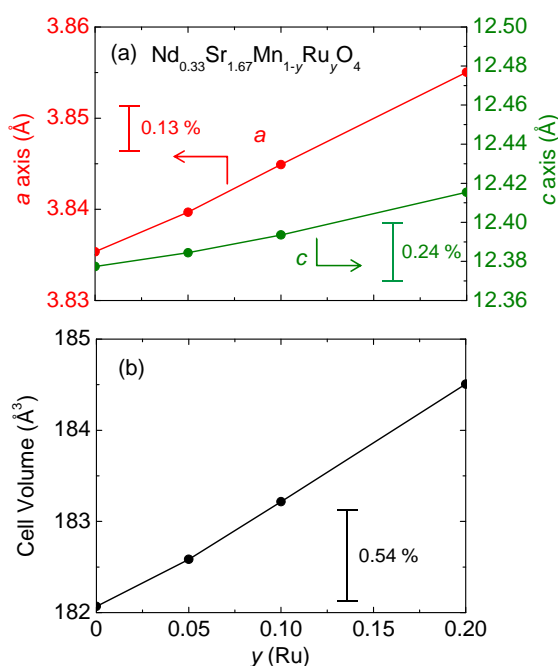 3.86
3.85
3.84
3.83
a axis (Å)
(a) Nd0.33Sr1.67Mn1-yRuyO4
0.13 %
a
c
0.24 %
12.50
12.48
12.46
12.44
12.42
12.40
12.38
12.36
c axis (Å)
185
184
183
182
Cell Volume (Å3)
(b)
0.54 %
0 0.05 0.10 0.15 0.20
y (Ru)